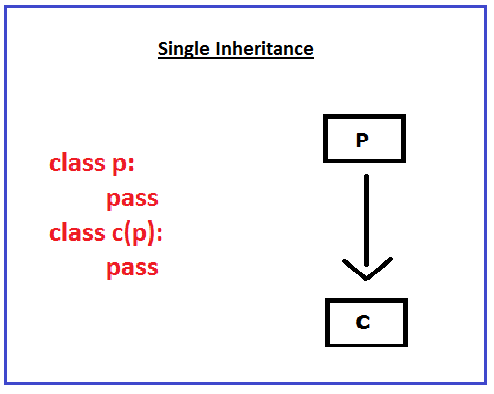 Single Inheritance
class p:
pass
class c(p):
pass
P
C